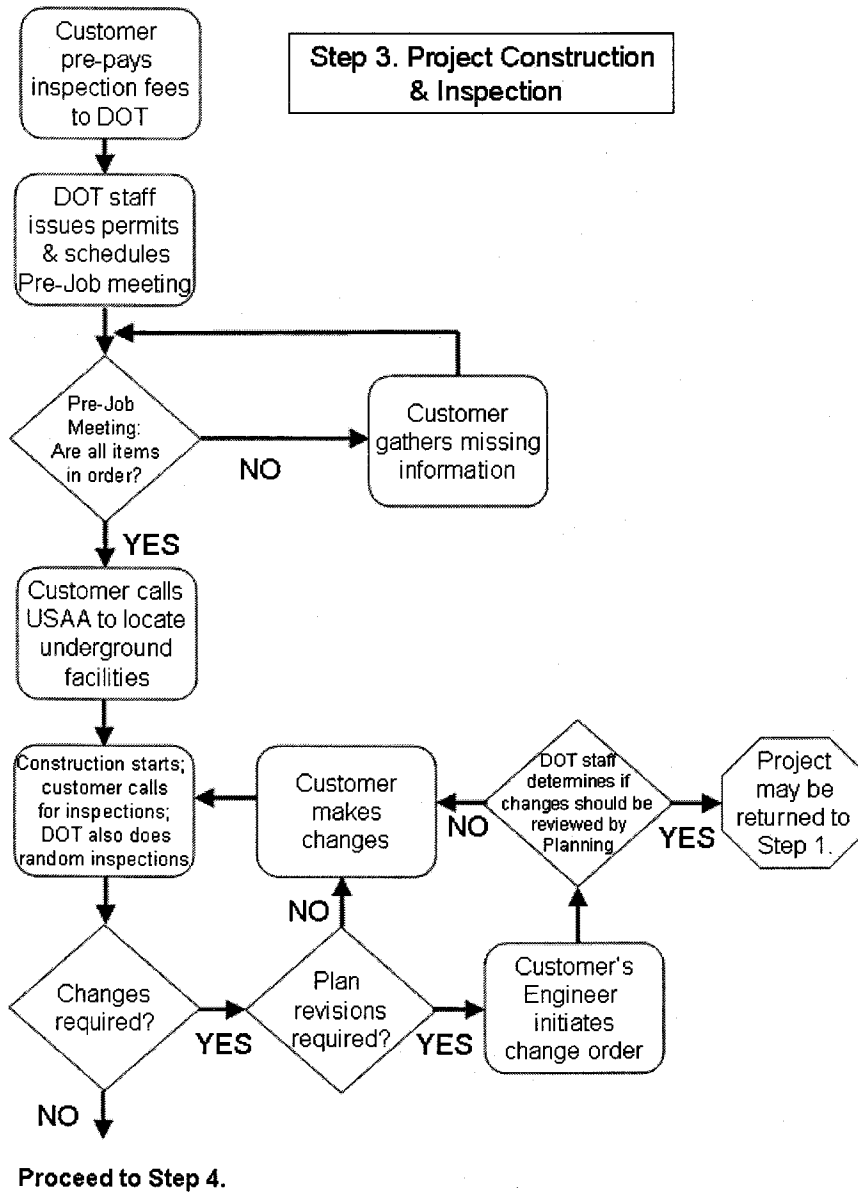 Step 3. Project Construction
& Inspection
Customer
pre-pays
inspection fees
to DOT
DOT staff
issues permits
& schedules
Pre-Job meeting
Pre-Job
Meeting:
Are all items
in order?
NO
Customer
gathers missing
information
YES
Customer calls
USAA to locate
underground
facilities
Construction starts;
customer calls
for inspections;
DOT also does
random inspections
Customer
makes
changes
NO
DOT staff
determines if
changes should be
reviewed by
Planning
YES
Project
may be
returned to
Step 1.
Changes
required?
YES
NO
Plan
revisions
required?
YES
Customer's
Engineer
initiates
change order
NO
Proceed to Step 4.